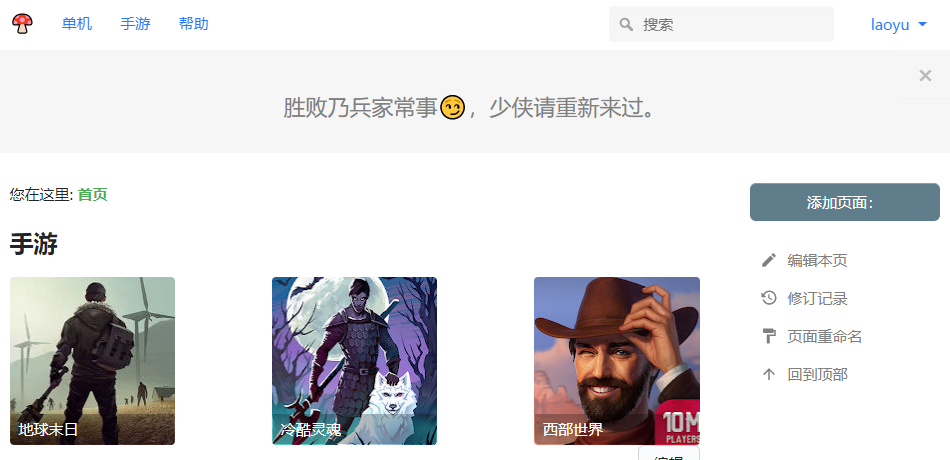 单机 手游 帮助 搜索 laoyu
胜败乃兵家常事😏，少侠请重新来过。
×
您在这里: 首页
添加页面:
手游
编辑本页
修订记录
页面重命名
回到顶部
地球末日 冷酷灵魂 西部世界
10M
PLAYERS
编辑